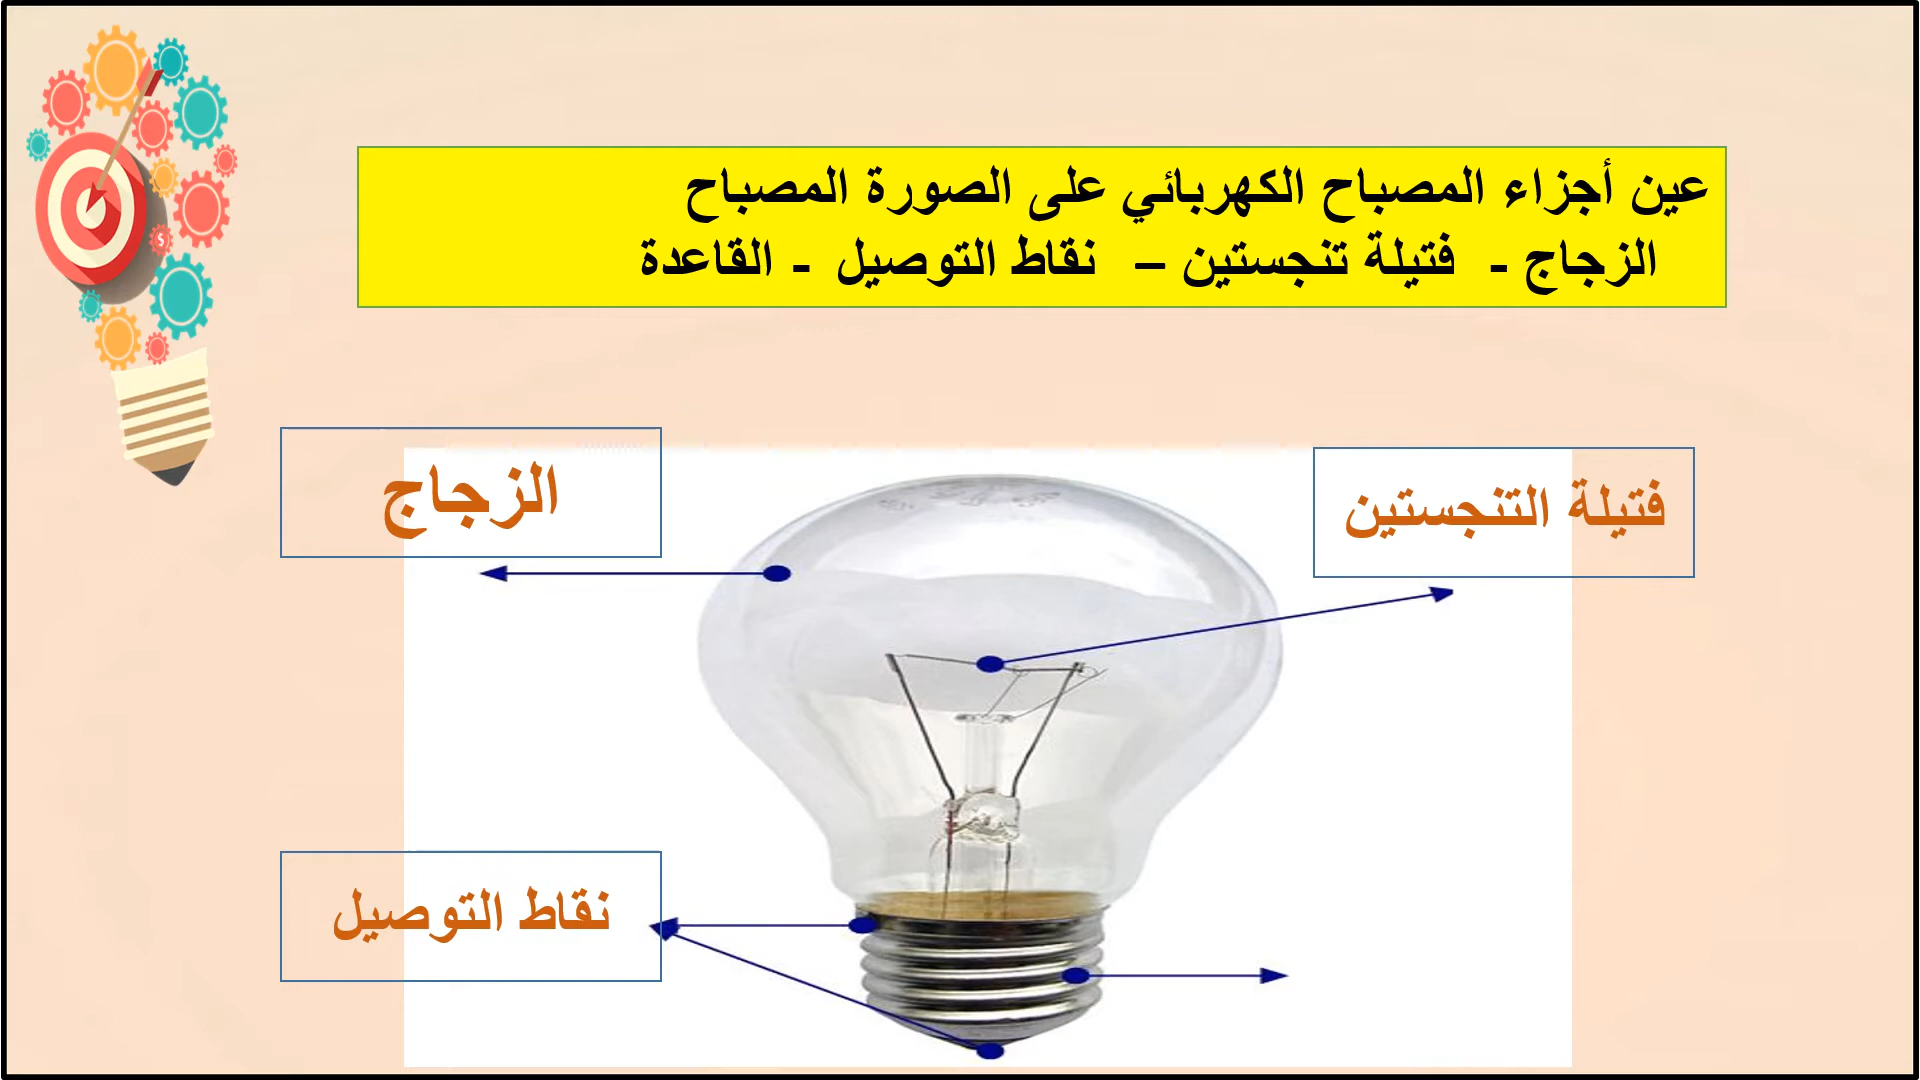 عين أجزاء المصباح الكهربائي على الصورة المصباح
الزجاج - فتيلة تنجستين – نقاط التوصيل - القاعدة
فتيلة التنجستين
الزجاج
نقاط التوصيل
$